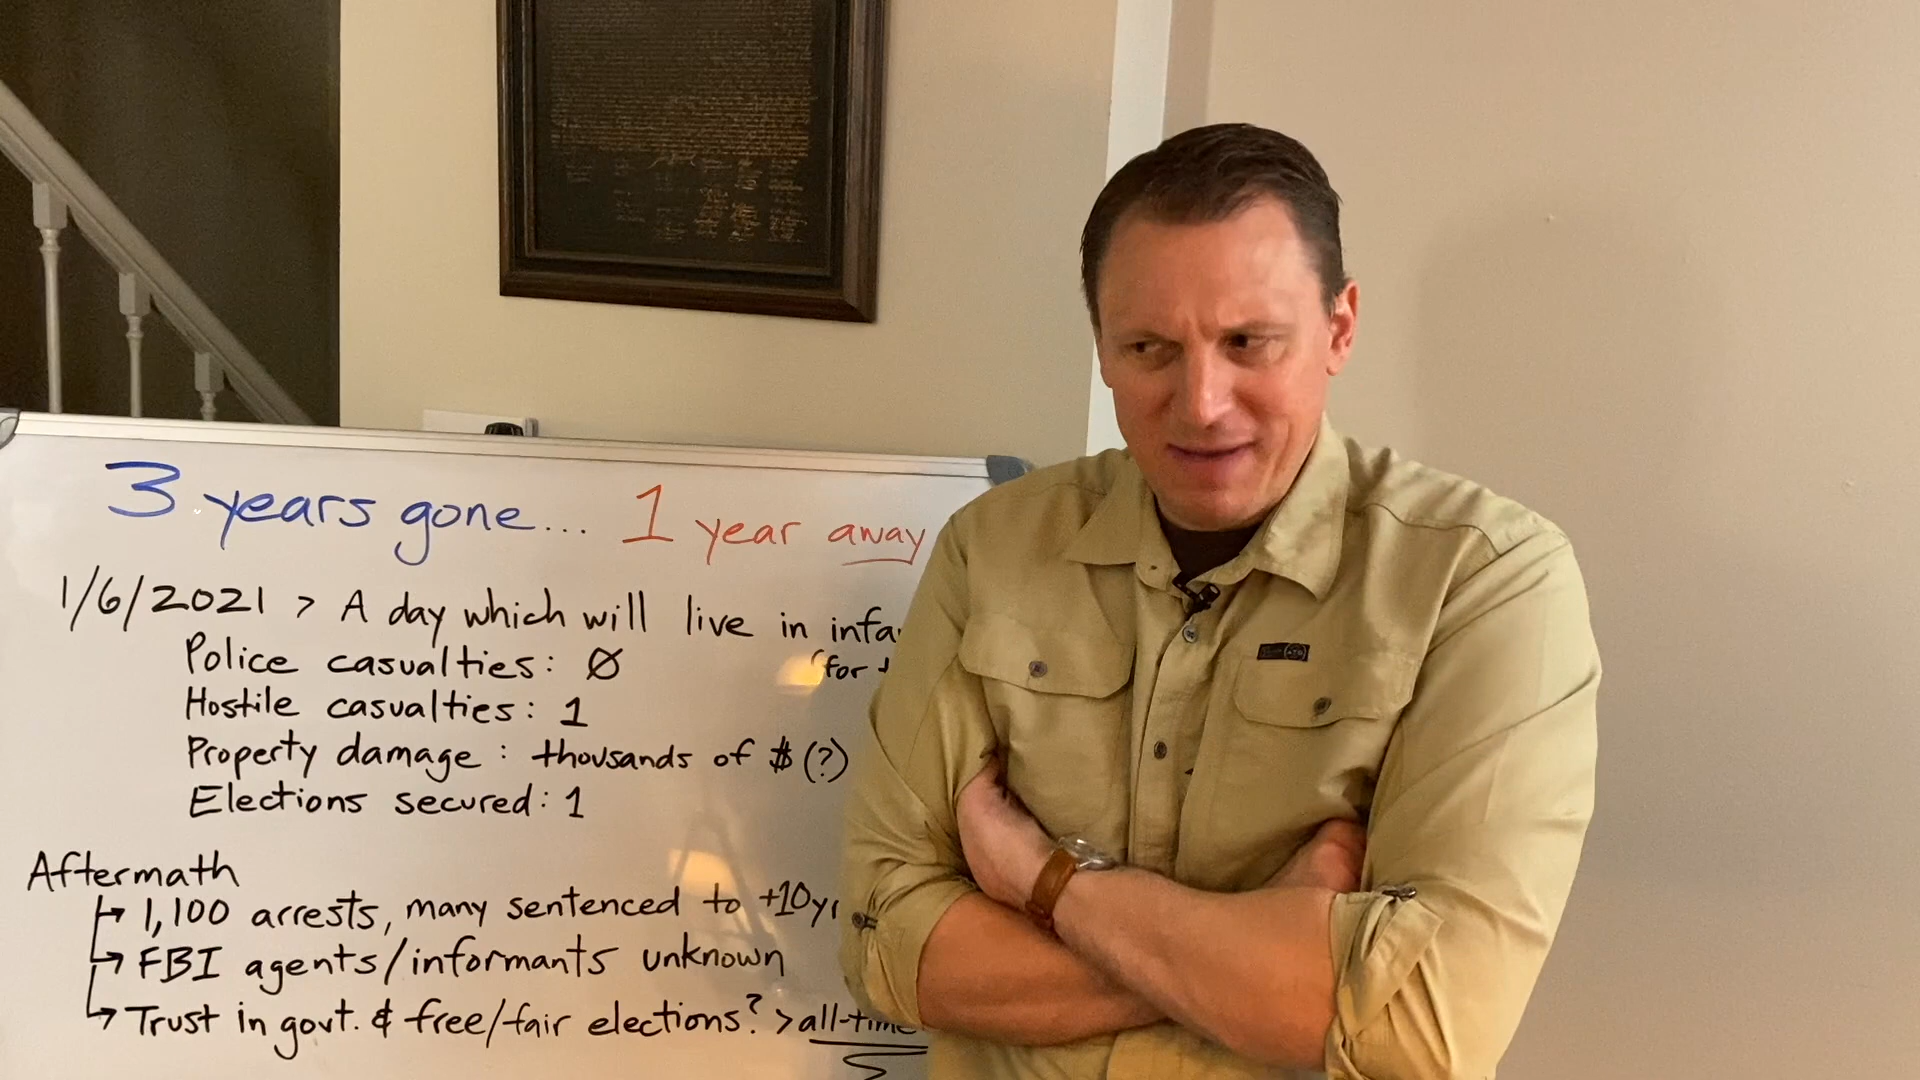 3 years gone... 1 year away
1/6/2021 > A day which will live in infa
Police casualties: Ø
"for
Hostile casualties: 1
Property damage: thousands of $(?)
Elections secured: 1
Aftermath
↳ 1,100 arrests, many sentenced to +10yr
↳ FBI agents/informants unknown
↳ Trust in govt. & free/fair elections? > all-time